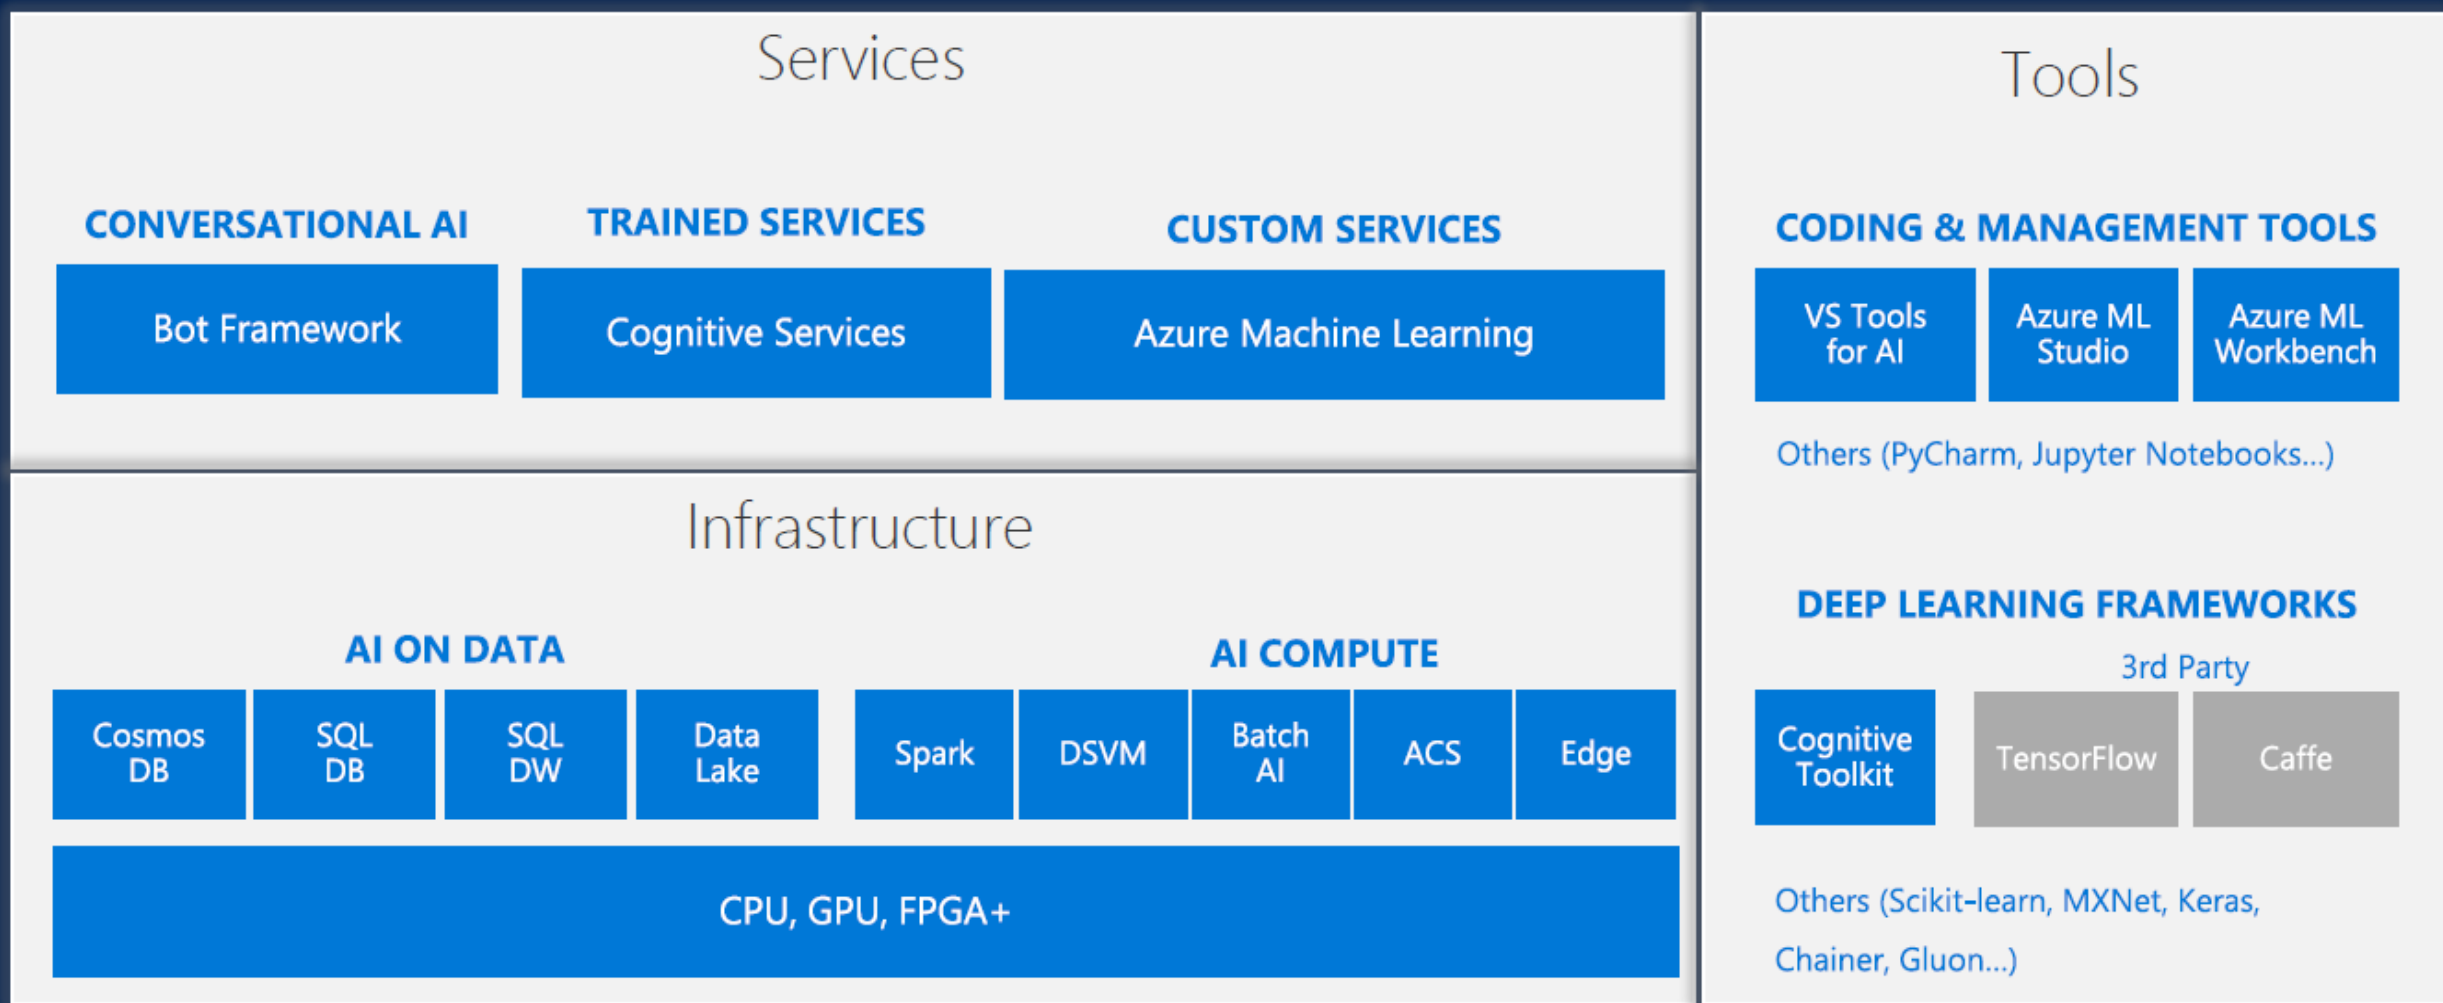 Services
CONVERSATIONAL AI
TRAINED SERVICES
CUSTOM SERVICES
Bot Framework
Cognitive Services
Azure Machine Learning
Infrastructure
AI ON DATA
AI COMPUTE
Cosmos
DB
SQL
DB
SQL
DW
Data
Lake
Spark
DSVM
Batch
AI
ACS
Edge
CPU, GPU, FPGA+
Tools
CODING & MANAGEMENT TOOLS
VS Tools
for AI
Azure ML
Studio
Azure ML
Workbench
Others (PyCharm, Jupyter Notebooks...)
DEEP LEARNING FRAMEWORKS
3rd Party
Cognitive
Toolkit
TensorFlow
Caffe
Others (Scikit-learn, MXNet, Keras,
Chainer, Gluon...)